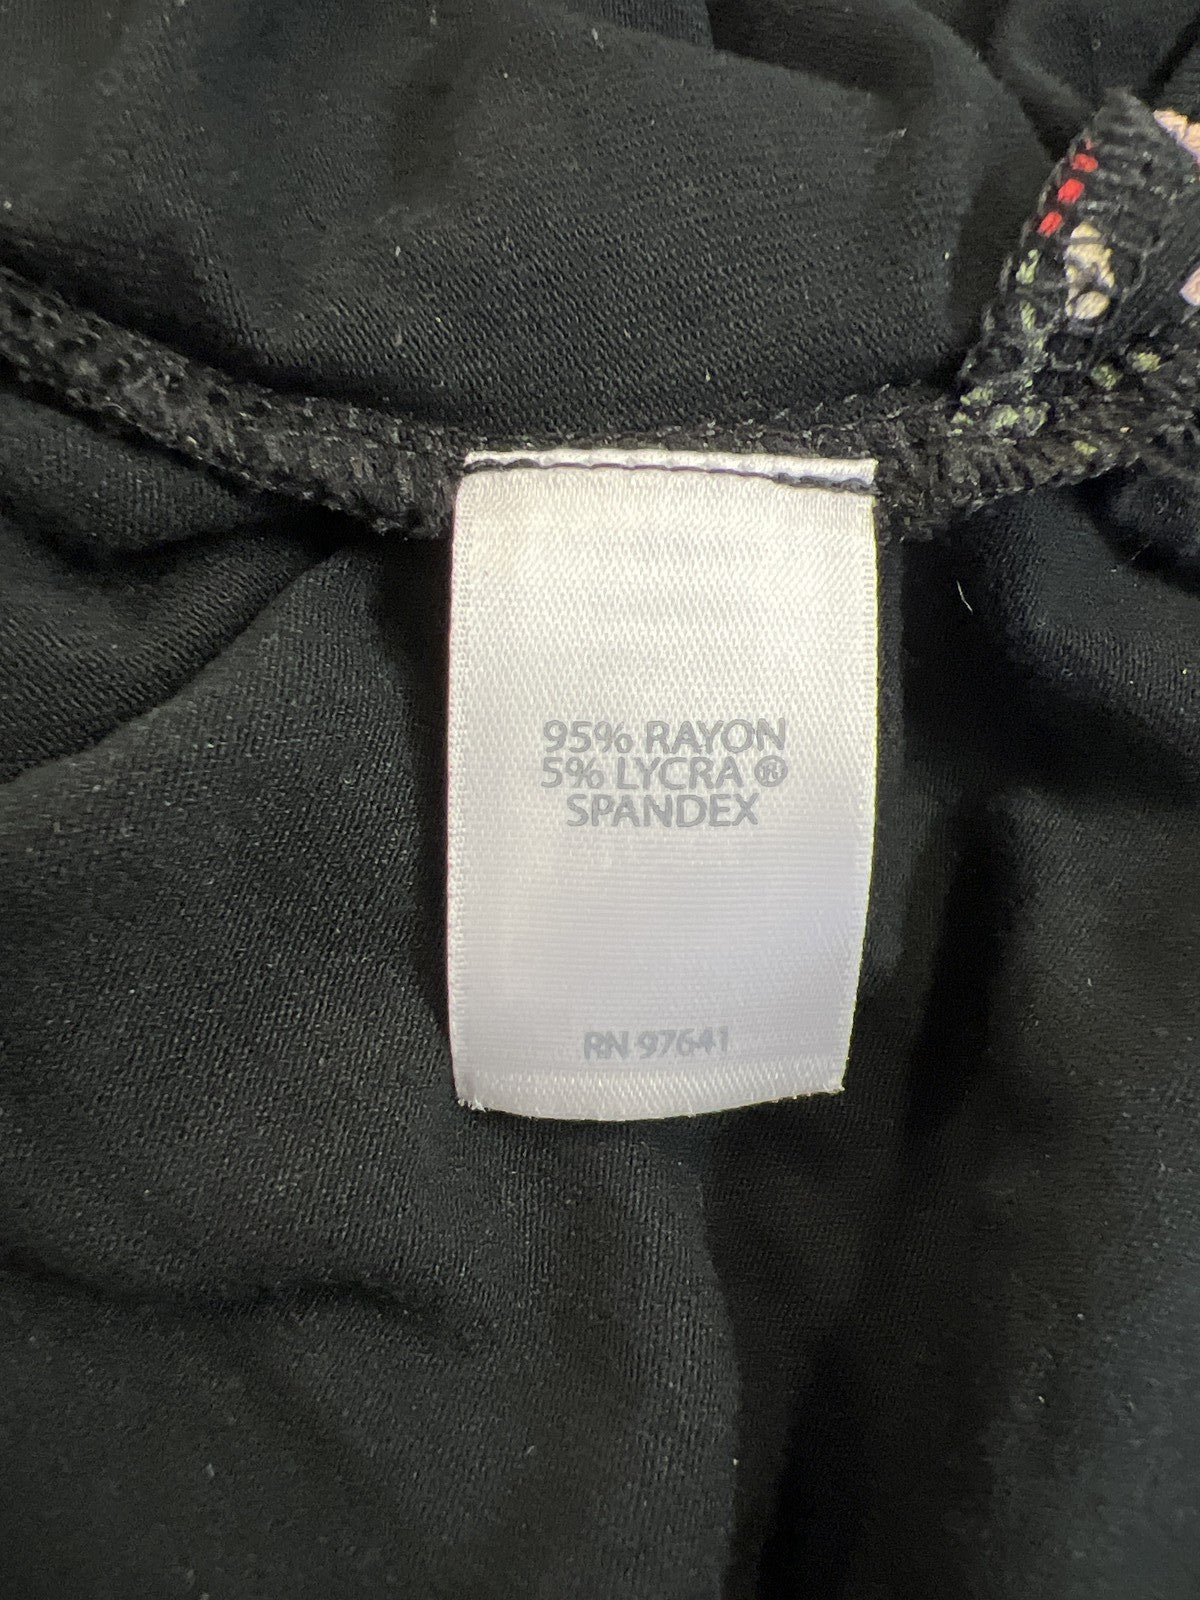 95% RAYON
5% LYCRA ®
SPANDEX
RN 97641